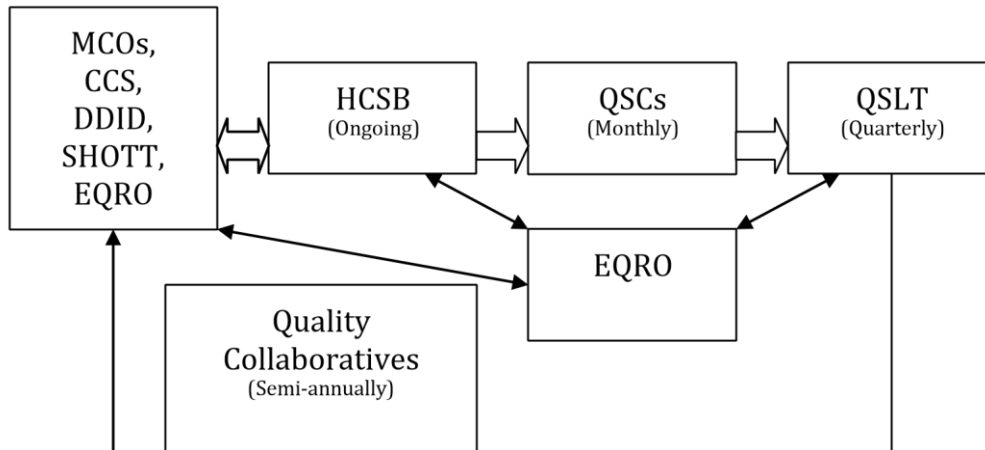 MCOs,
CCS,
DDID,
SHOTT,
EQRO
HCSB
(Ongoing)
QSCs
(Monthly)
QSLT
(Quarterly)
EQRO
Quality
Collaboratives
(Semi-annually)